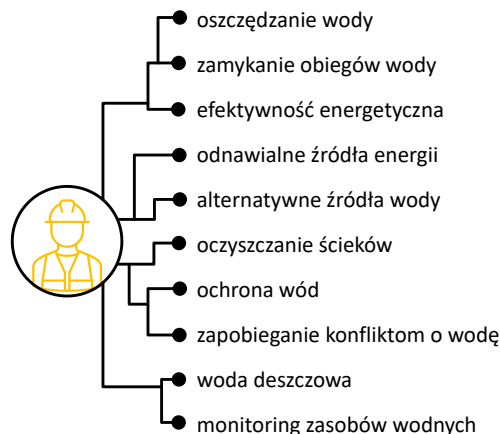 oszczędzanie wody
zamykanie obiegów wody
efektywność energetyczna
odnawialne źródła energii
alternatywne źródła wody
oczyszczanie ścieków
ochrona wód
zapobieganie konfliktom o wodę
woda deszczowa
monitoring zasobów wodnych